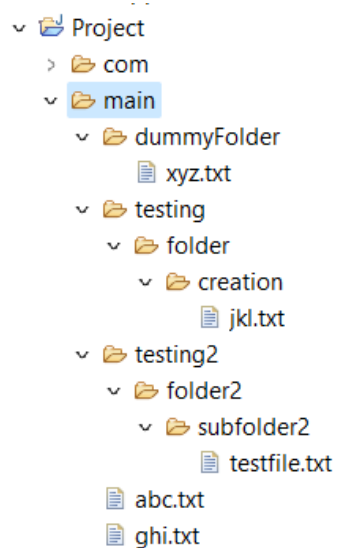 Project
com
main
dummyFolder
xyz.txt
testing
folder
creation
jkl.txt
testing2
folder2
subfolder2
testfile.txt
abc.txt
ghi.txt